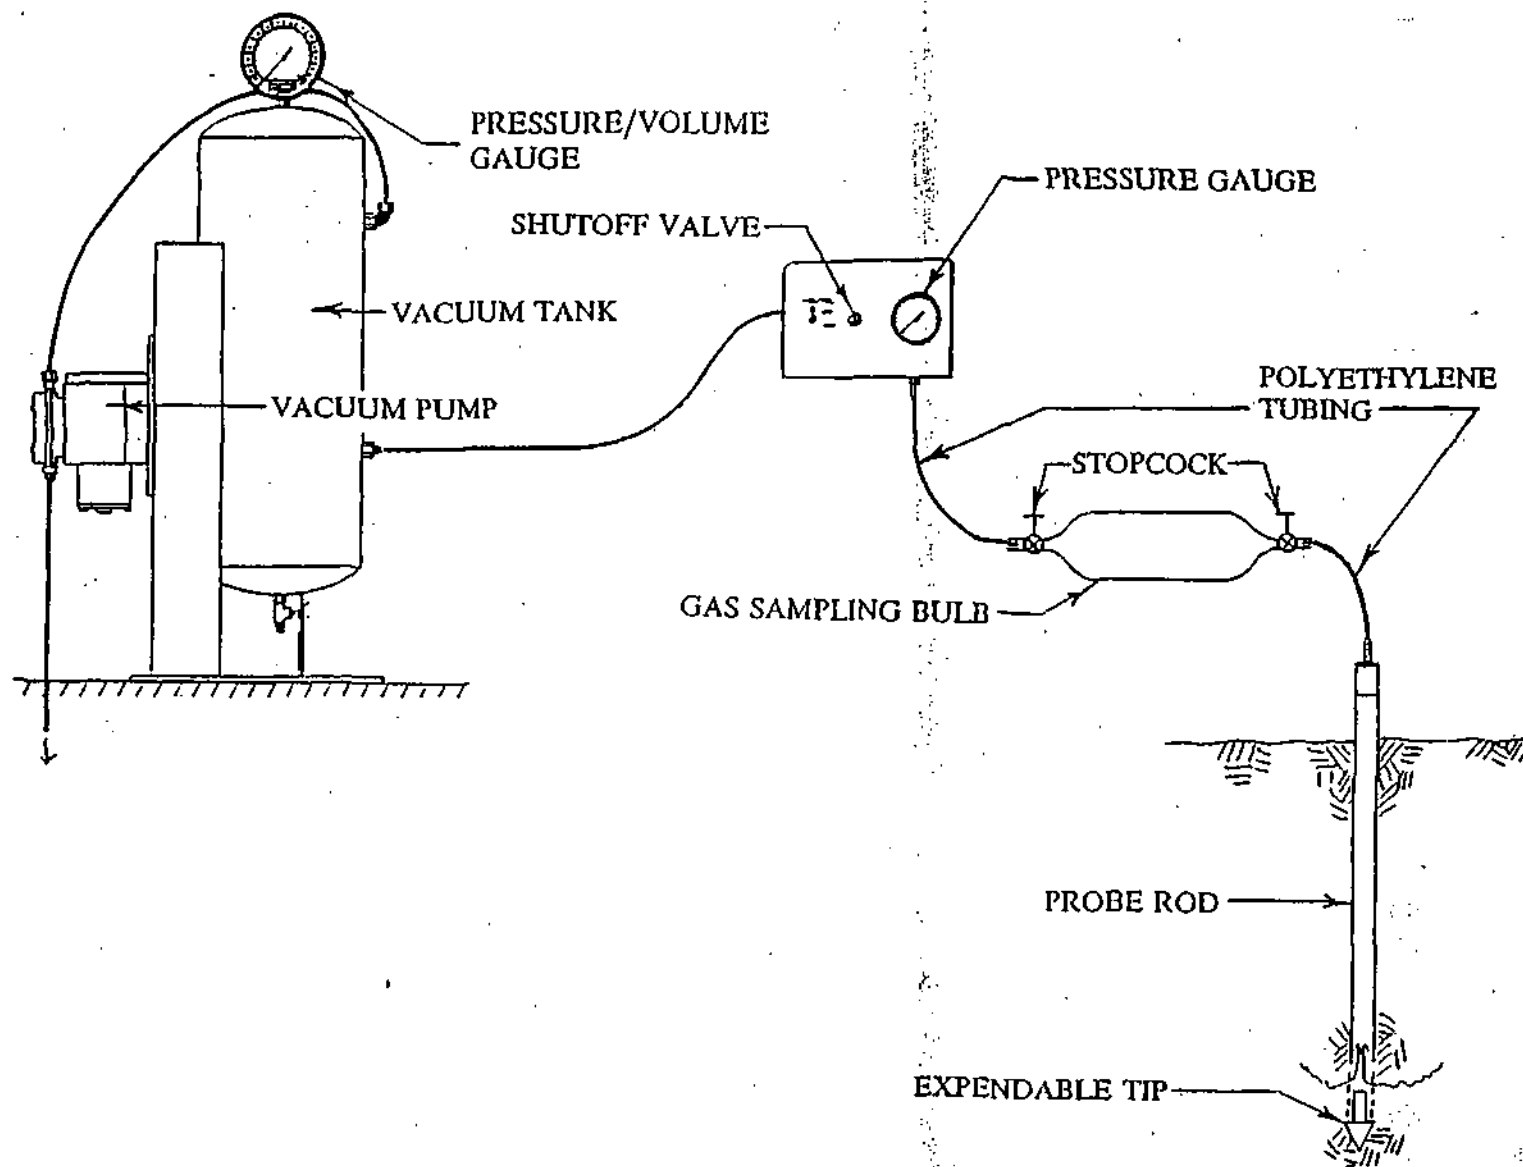 PRESSURE/VOLUME
GAUGE
PRESSURE GAUGE
SHUTOFF VALVE
VACUUM TANK
POLYETHYLENE
TUBING
VACUUM PUMP
STOPCOCK
GAS SAMPLING BULB
PROBE ROD
EXPENDABLE TIP